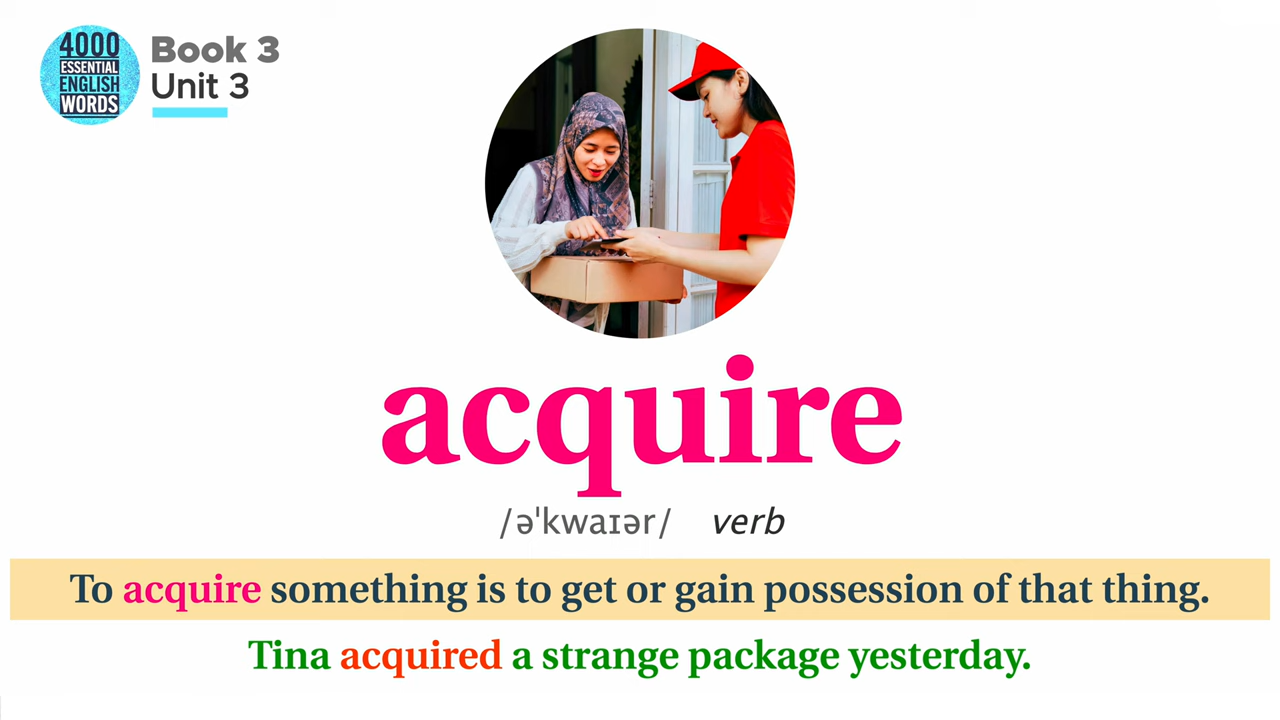 4000
ESSENTIAL
ENGLISH
WORDS
Book 3
Unit 3
acquire
/əˈkwaɪər/ verb
To acquire something is to get or gain possession of that thing.
Tina acquired a strange package yesterday.